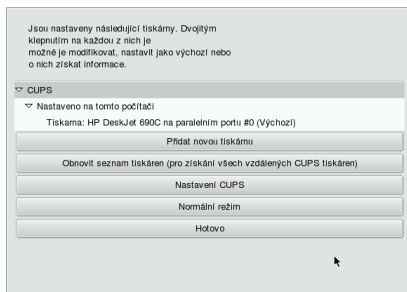 Jsou nastaveny následující tiskárny. Dvojitým
klepnutím na každou z nich je
možné je modifikovat, nastavit jako výchozí nebo
o nich získat informace.
CUPS
Nastaveno na tomto počítači
Tiskarna: HP DeskJet 690C na paralelním portu #0 (Výchozí)
Přidat novou tiskárnu
Obnovit seznam tiskáren (pro získání všech vzdálených CUPS tiskáren)
Nastavení CUPS
Normální režim
Hotovo